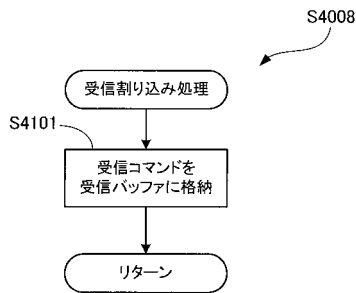 S4008
受信割り込み処理
S4101
受信コマンドを
受信バッファに格納
リターン